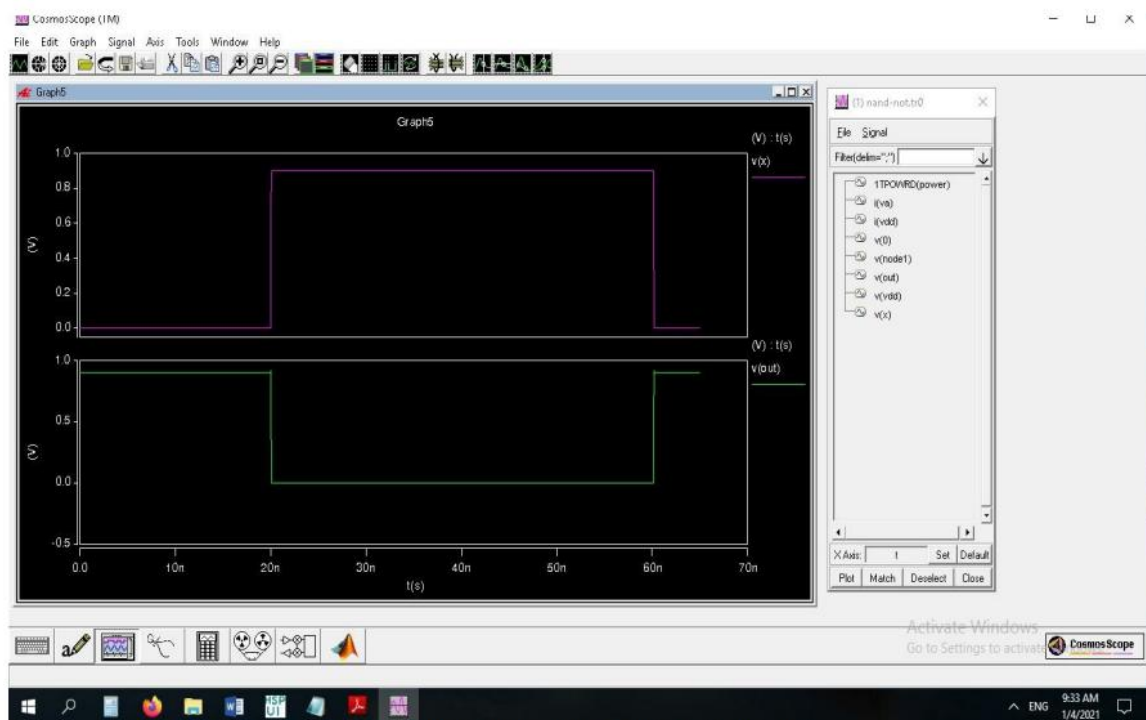 CosmosScope (TM)
File Edit Graph Signal Axis Tools Window Help
Graph5
Graph5
(V) : t(s)
v(x)
1.0
0.8
0.6
0.4
0.2
0.0
(V)
(V) : t(s)
v(out)
1.0
0.5
0.0
-0.5
(V)
0.0 10n 20n 30n 40n 50n 60n 70n
t(s)
(1) nand-not.tr0
File Signal
Filter(delim=";")
1TPOWRD(power)
i(va)
i(vdd)
v(0)
v(node1)
v(out)
v(vdd)
v(x)
X Axis: t Set Default
Plot Match Deselect Close
Activate Windows
Go to Settings to activate
CosmosScope
HSP
UI
ENG
9:33 AM
1/4/2021